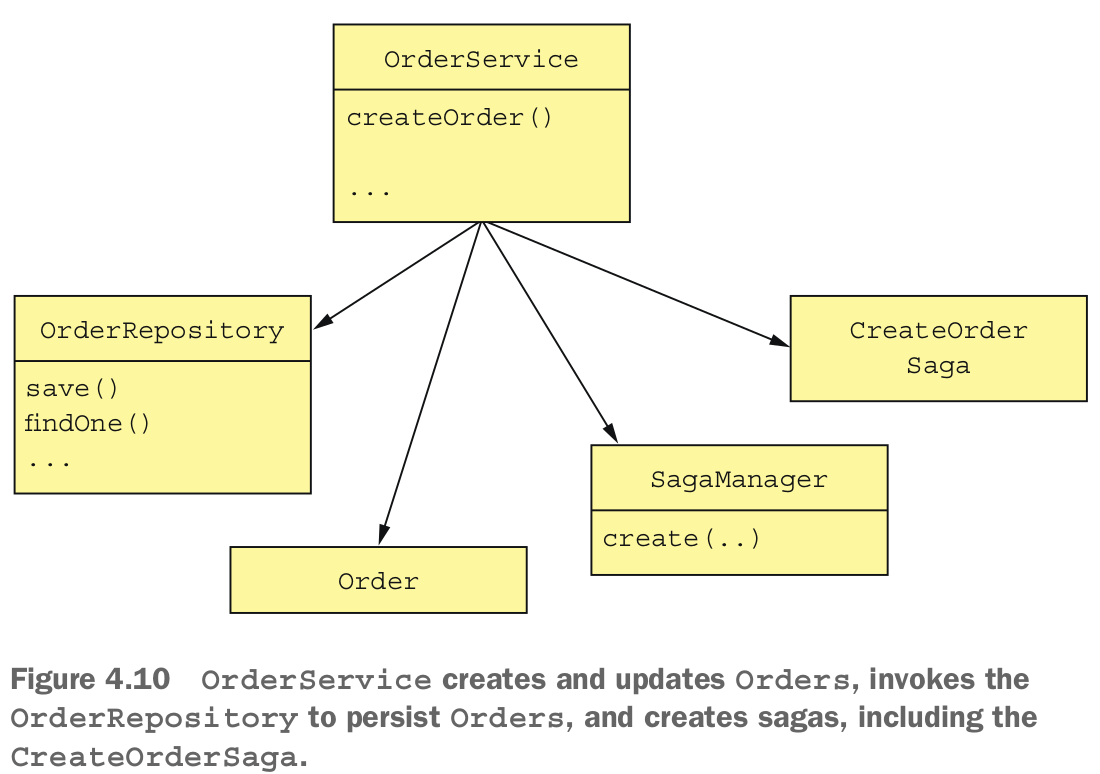 OrderService
createOrder()
...
OrderRepository
save()
findOne()
...
CreateOrder
Saga
SagaManager
create(..)
Order
Figure 4.10 OrderService creates and updates Orders, invokes the
OrderRepository to persist Orders, and creates sagas, including the
CreateOrderSaga.